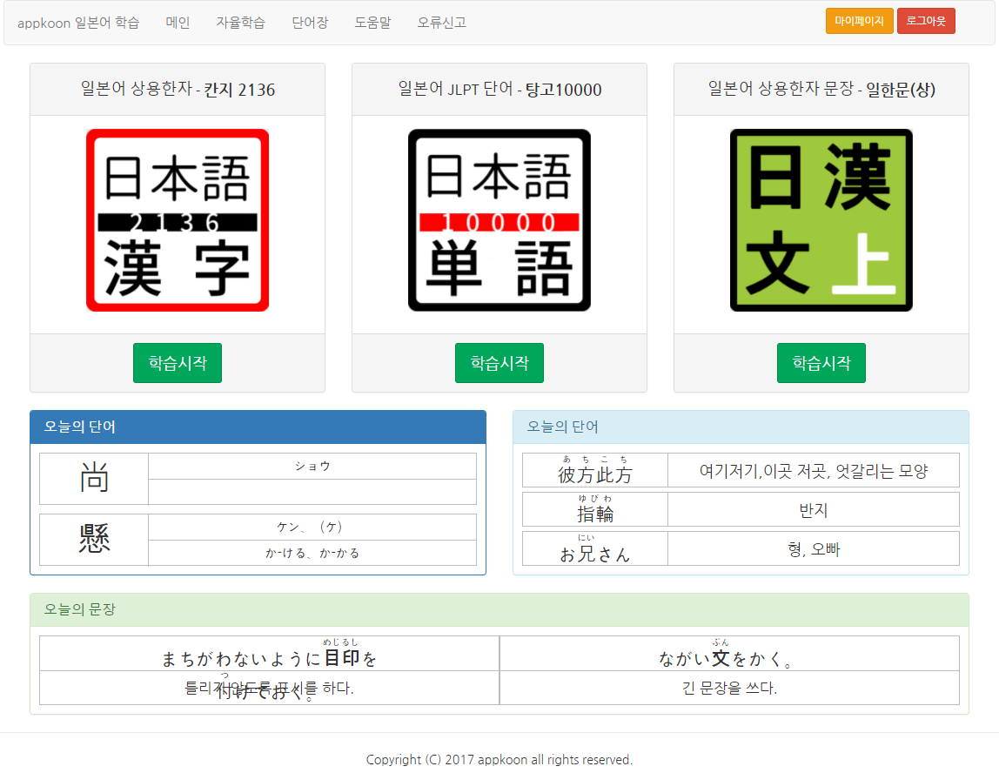 appkoon 일본어 학습 메인 자율학습 단어장 도움말 오류신고 마이페이지 로그아웃
일본어 상용한자 - 칸지 2136
日本語
2136
漢字
학습시작
일본어 JLPT 단어 - 탕고10000
日本語
10000
単語
학습시작
일본어 상용한자 문장 - 일한문(상)
日漢
文上
학습시작
오늘의 단어
尚
ショウ
懸
ケン、（ケ）
か-ける、か-かる
오늘의 단어
あちこち
彼方此方 여기저기,이곳 저곳, 엇갈리는 모양
ゆびわ
指輪 반지
にい
お兄さん 형, 오빠
오늘의 문장
めじるし
まちがわないように目印を
つ
付けておく。
틀리지 않도록 표시를 하다.
ぶん
ながい文をかく。
긴 문장을 쓰다.
Copyright (C) 2017 appkoon all rights reserved.